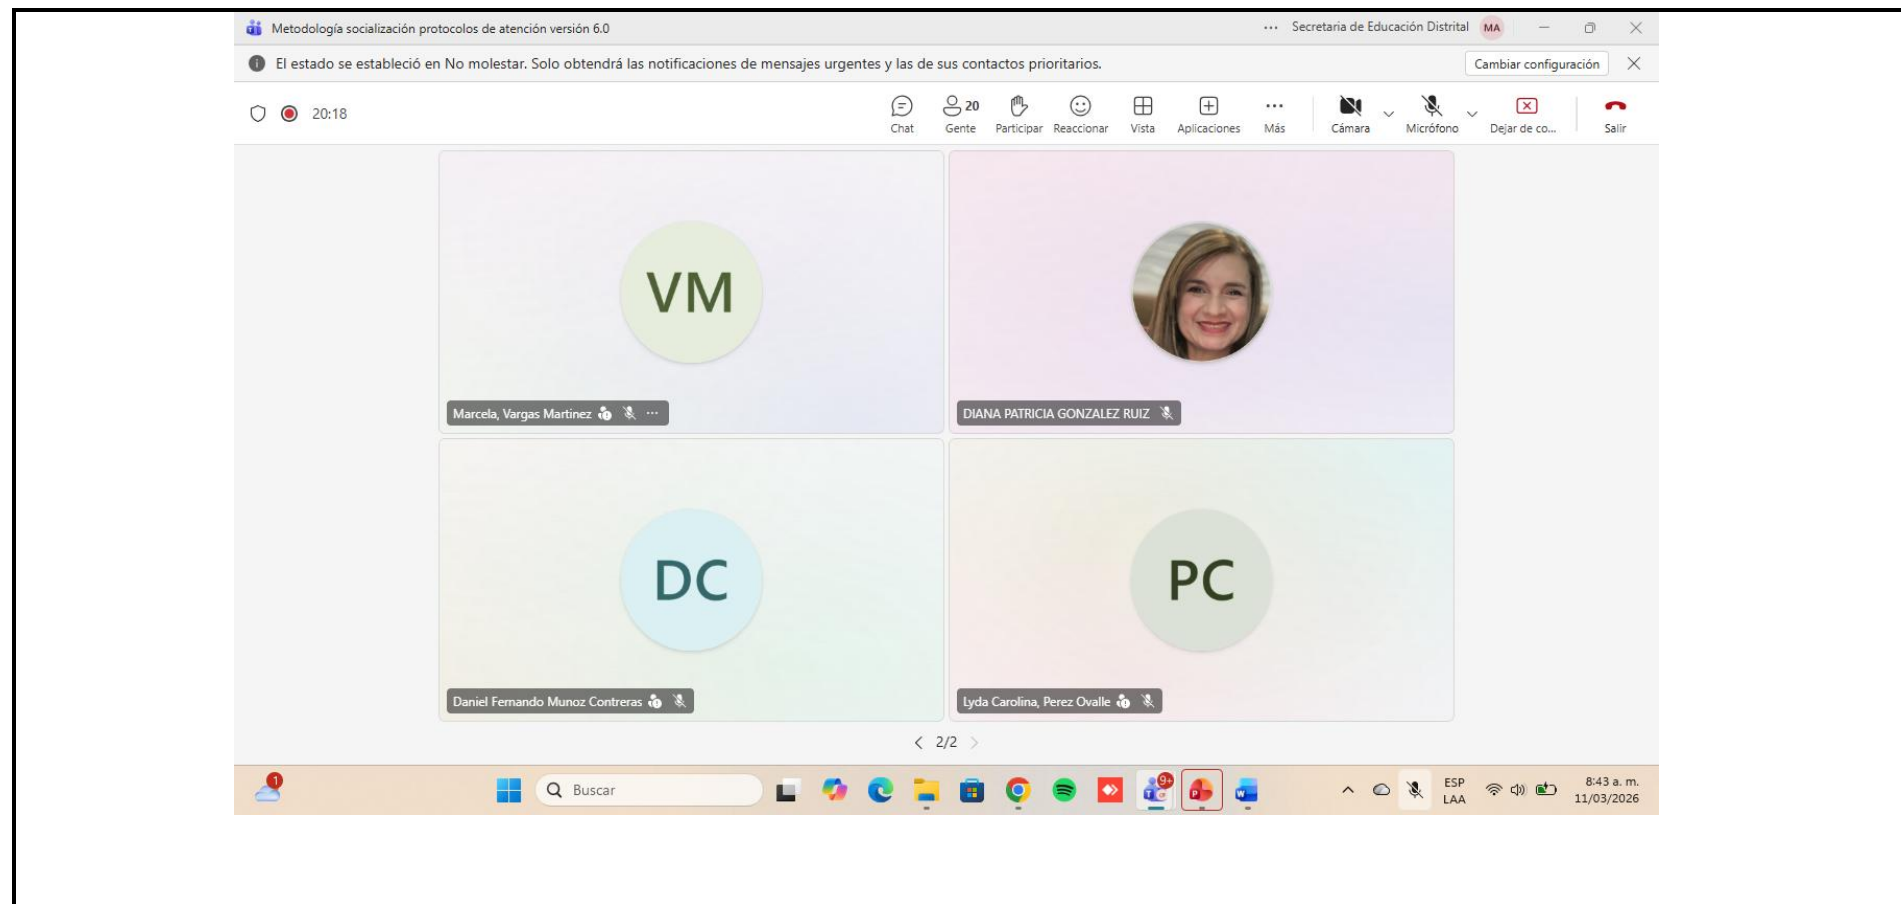 Metodología socialización protocolos de atención versión 6.0
Secretaria de Educación Distrital MA
El estado se estableció en No molestar. Solo obtendrá las notificaciones de mensajes urgentes y las de sus contactos prioritarios.
Cambiar configuración
20:18
20
Chat Gente Participar Reaccionar Vista Aplicaciones Más Cámara Micrófono Dejar de co... Salir
VM
Marcela, Vargas Martinez
DIANA PATRICIA GONZALEZ RUIZ
DC
PC
Daniel Fernando Munoz Contreras
Lyda Carolina, Perez Ovalle
2/2
1
Buscar
9+
ESP
LAA
8:43 a. m.
11/03/2026